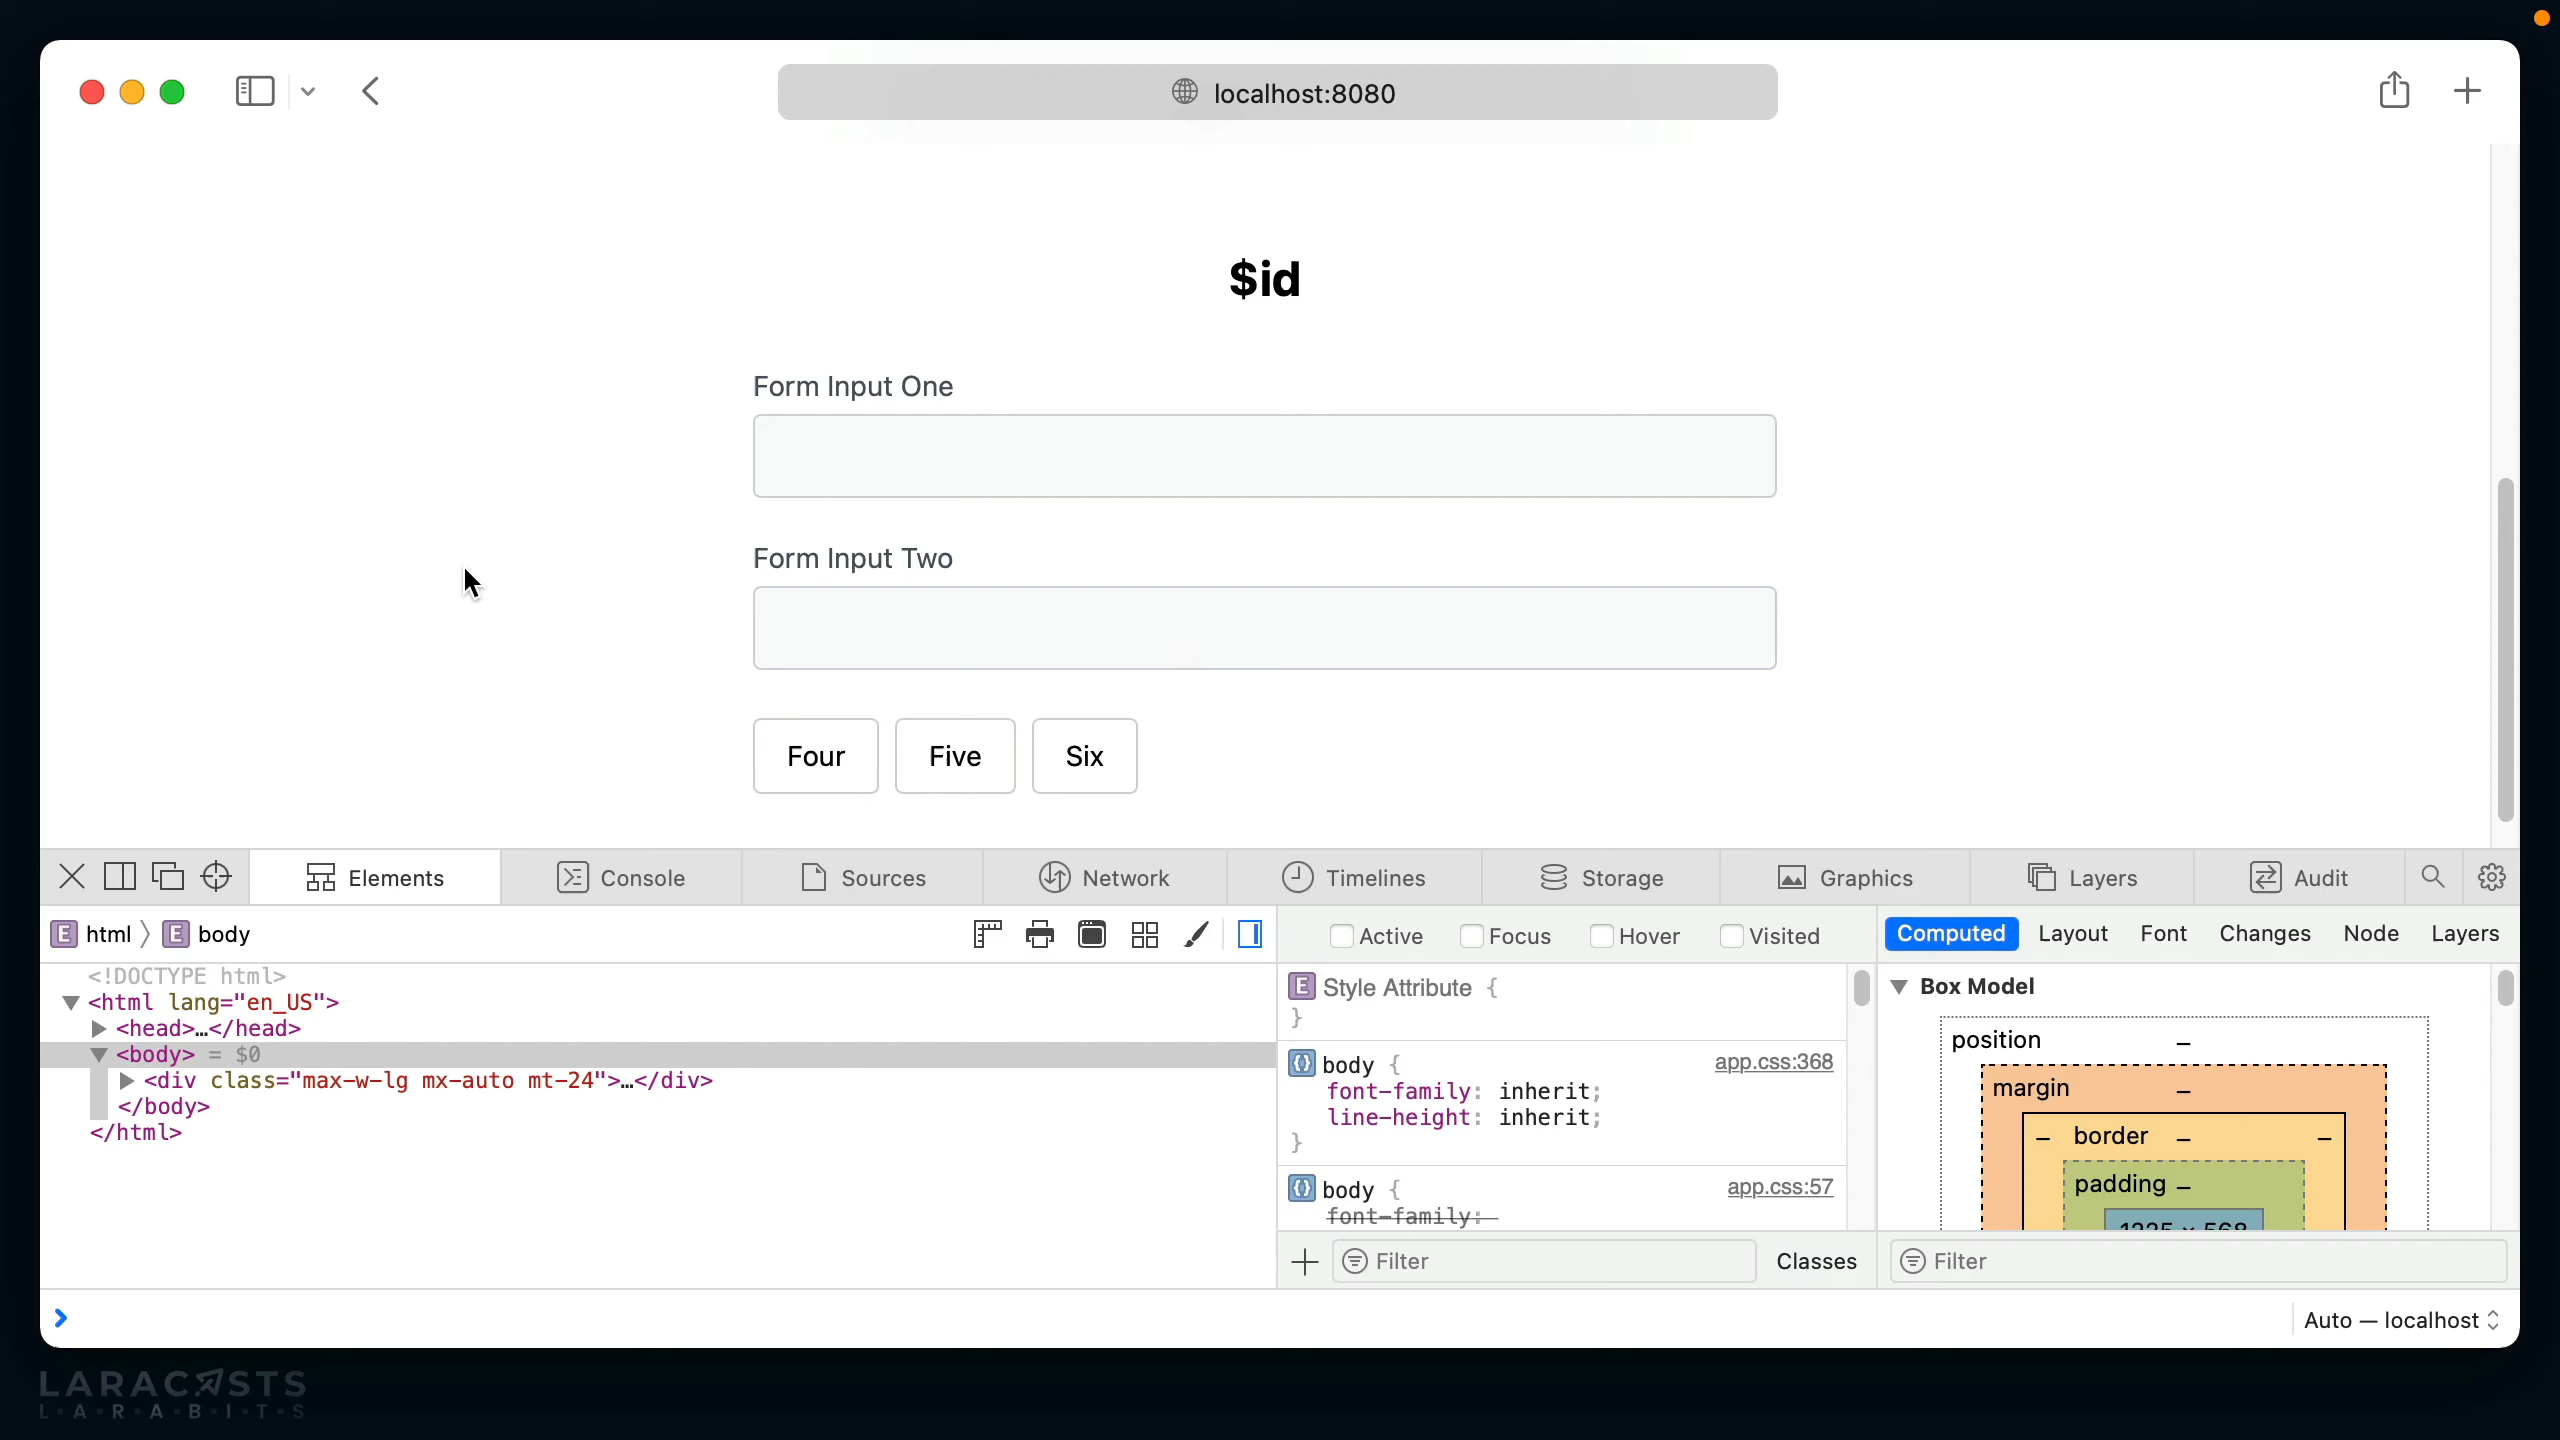 localhost:8080
$id
Form Input One
Form Input Two
Four
Five
Six
Elements
Console
Sources
Network
Timelines
Storage
Graphics
Layers
Audit
E html 〉 E body
Active
Focus
Hover
Visited
Computed
Layout
Font
Changes
Node
Layers
<!DOCTYPE html>
<html lang="en_US">
<head>…</head>
<body> = $0
<div class="max-w-lg mx-auto mt-24">…</div>
</body>
</html>
E Style Attribute {
}
body {
app.css:368
font-family: inherit;
line-height: inherit;
}
body {
app.css:57
font-family:
Box Model
position –
margin –
– border – –
padding –
1225 × 568
Filter
Classes
Filter
Auto — localhost
LARACASTS
L·A·R·A·B·I·T·S